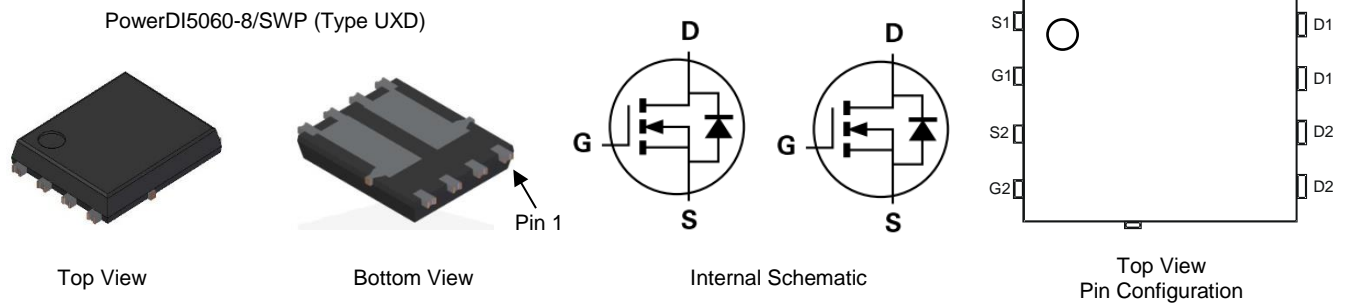 PowerDI5060-8/SWP (Type UXD)
Top View
Bottom View
Pin 1
D
G
S
D
G
S
Internal Schematic
S1
G1
S2
G2
D1
D1
D2
D2
Top View
Pin Configuration